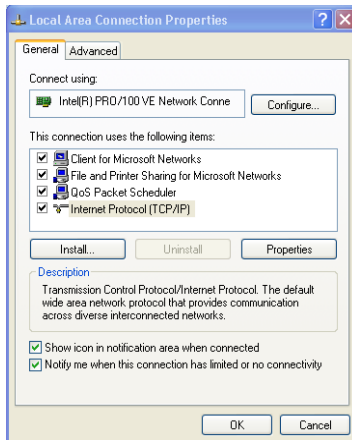 Local Area Connection Properties
General
Advanced
Connect using:
Intel(R) PRO/100 VE Network Conne
Configure...
This connection uses the following items:
Client for Microsoft Networks
File and Printer Sharing for Microsoft Networks
QoS Packet Scheduler
Internet Protocol (TCP/IP)
Install...
Uninstall
Properties
Description
Transmission Control Protocol/Internet Protocol. The default
wide area network protocol that provides communication
across diverse interconnected networks.
Show icon in notification area when connected
Notify me when this connection has limited or no connectivity
OK
Cancel